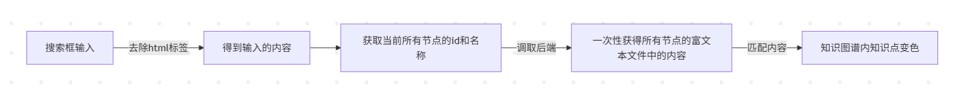 搜索框输入
去除html标签
得到输入的内容
获取当前所有节点的id和名
称
调取后端
一次性获得所有节点的富文
本文件中的内容
匹配内容
知识图谱内知识点变色